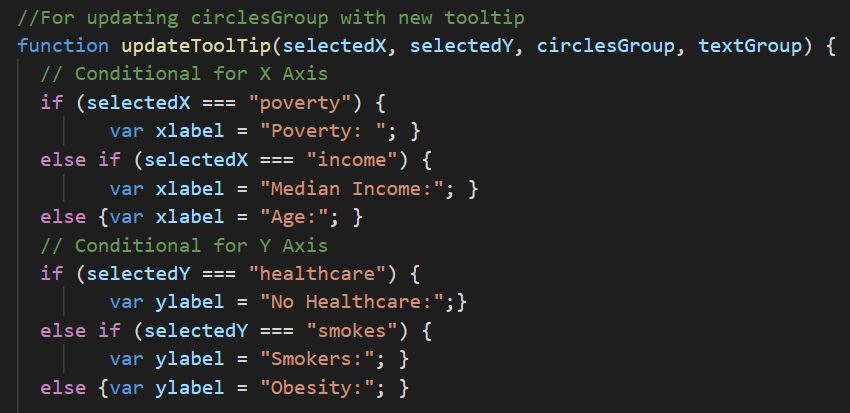 //For updating circlesGroup with new tooltip
function updateToolTip(selectedX, selectedY, circlesGroup, textGroup) {
// Conditional for X Axis
if (selectedX === "poverty") {
var xlabel = "Poverty: "; }
else if (selectedX === "income") {
var xlabel = "Median Income:"; }
else {var xlabel = "Age:"; }
// Conditional for Y Axis
if (selectedY === "healthcare") {
var ylabel = "No Healthcare:";}
else if (selectedY === "smokes") {
var ylabel = "Smokers:"; }
else {var ylabel = "Obesity:"; }